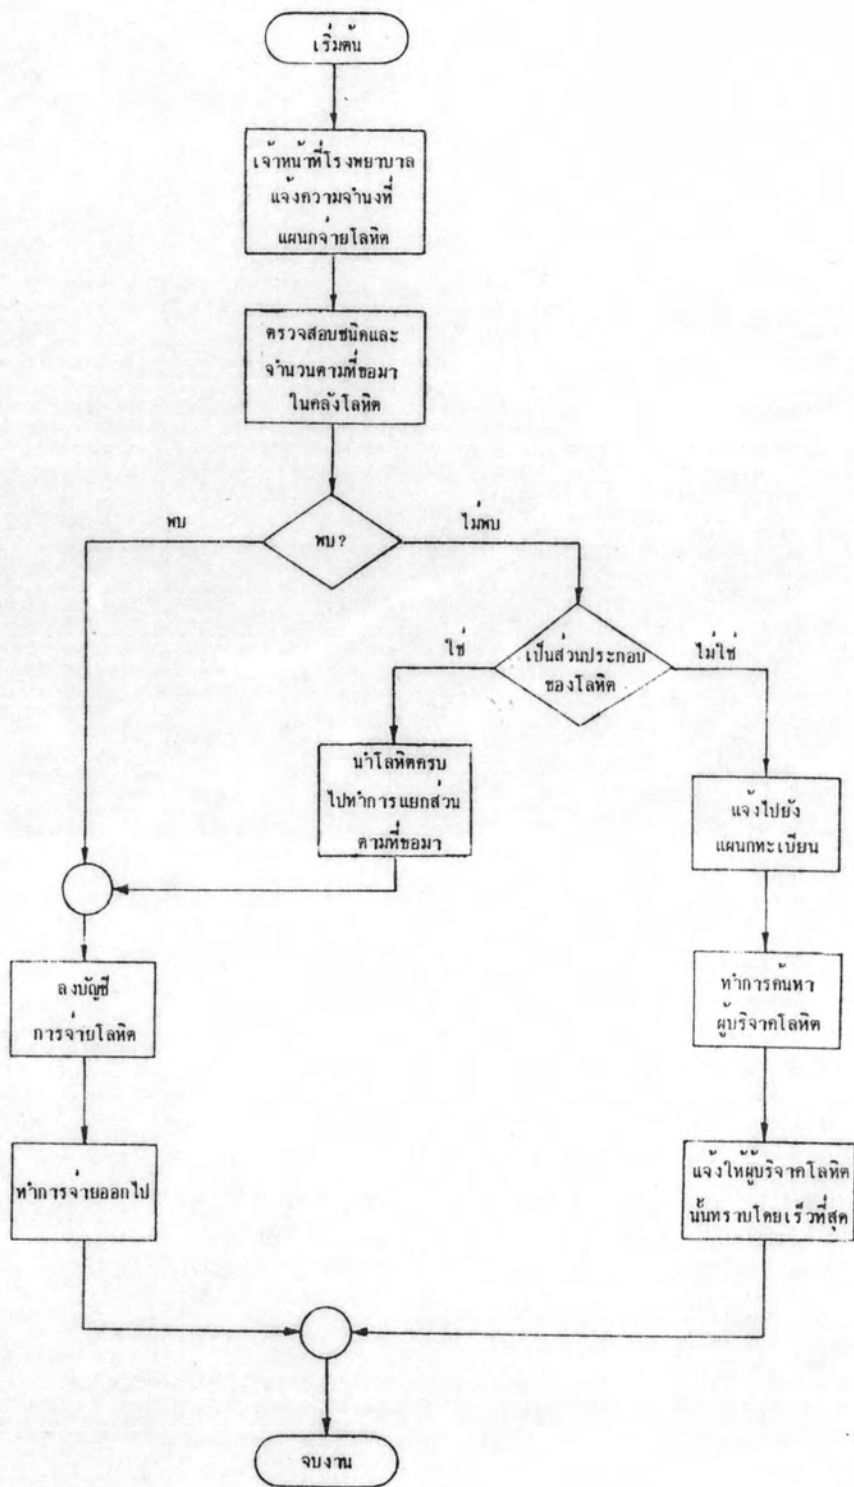 เริ่มต้น
เจ้าหน้าที่โรงพยาบาล
แจ้งความจำนงที่
แผนกจ่ายโลหิต
ตรวจสอบชนิดและ
จำนวนตามที่ขอมา
ในคลังโลหิต
พบ?
พบ
ไม่พบ
เป็นส่วนประกอบ
ของโลหิต
ใช่
ไม่ใช่
นำโลหิตครบ
ไปทำการแยกส่วน
ตามที่ขอมา
แจ้งไปยัง
แผนกทะเบียน
ลงบัญชี
การจ่ายโลหิต
ทำการค้นหา
ผู้บริจาคโลหิต
ทำการจ่ายออกไป
แจ้งให้ผู้บริจาคโลหิต
นั้นทราบโดยเร็วที่สุด
จบงาน